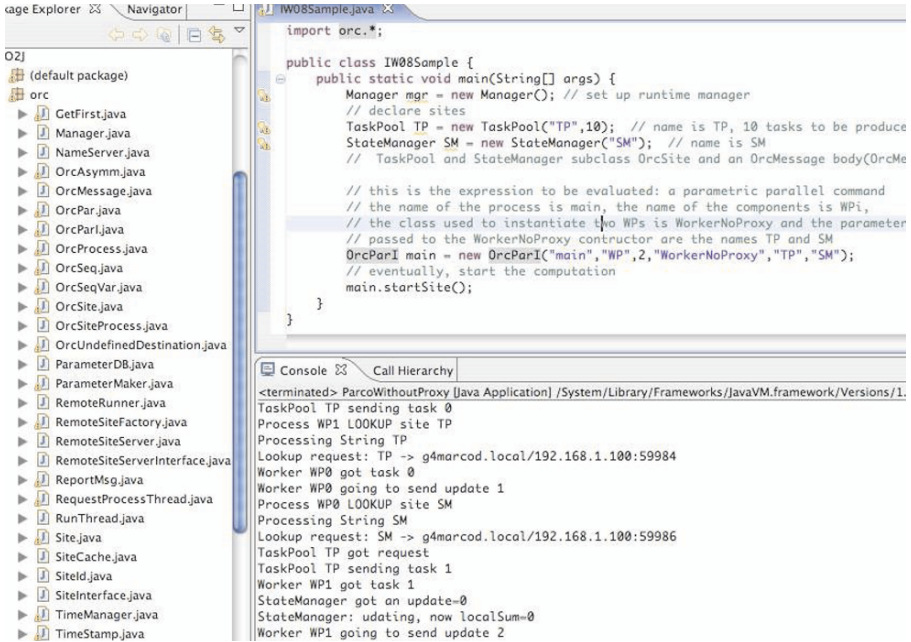 kage Explorer
Navigator
O2J
(default package)
orc
GetFirst.java
Manager.java
NameServer.java
OrcAsymm.java
OrcMessage.java
OrcPar.java
OrcParI.java
OrcProcess.java
OrcSeq.java
OrcSeqVar.java
OrcSite.java
OrcSiteProcess.java
OrcUndefinedDestination.java
ParameterDB.java
ParameterMaker.java
RemoteRunner.java
RemoteSiteFactory.java
RemoteSiteServer.java
RemoteSiteServerInterface.java
ReportMsg.java
RequestProcessThread.java
RunThread.java
Site.java
SiteCache.java
SiteId.java
SiteInterface.java
TimeManager.java
TimeStamp.java
IW08Sample.java
import orc.*;
public class IW08Sample {
public static void main(String[] args) {
Manager mgr = new Manager(); // set up runtime manager
// declare sites
TaskPool TP = new TaskPool("TP",10); // name is TP, 10 tasks to be produce
StateManager SM = new StateManager("SM"); // name is SM
// TaskPool and StateManager subclass OrcSite and an OrcMessage body(OrcMe
// this is the expression to be evaluated: a parametric parallel command
// the name of the process is main, the name of the components is WPi,
// the class used to instantiate two WPs is WorkerNoProxy and the parameter
// passed to the WorkerNoProxy contructor are the names TP and SM
OrcParI main = new OrcParI("main","WP",2,"WorkerNoProxy","TP","SM");
// eventually, start the computation
main.startSite();
}
}
Console
Call Hierarchy
<terminated> ParcoWithoutProxy [Java Application] /System/Library/Frameworks/JavaVM.framework/Versions/1.
TaskPool TP sending task 0
Process WP1 LOOKUP site TP
Processing String TP
Lookup request: TP -> g4marcod.local/192.168.1.100:59984
Worker WP0 got task 0
Worker WP0 going to send update 1
Process WP0 LOOKUP site SM
Processing String SM
Lookup request: SM -> g4marcod.local/192.168.1.100:59986
TaskPool TP got request
TaskPool TP sending task 1
Worker WP1 got task 1
StateManager got an update=0
StateManager: udating, now localSum=0
Worker WP1 going to send update 2